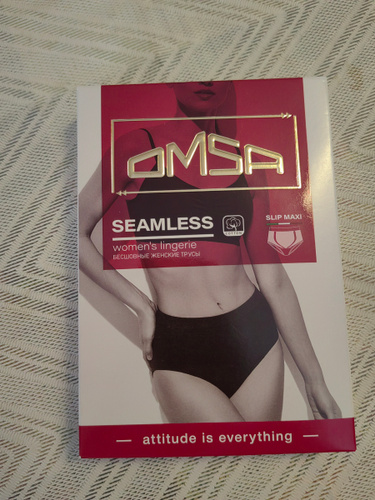 OMSA
SEAMLESS
women's lingerie
БЕСШОВНЫЕ ЖЕНСКИЕ ТРУСЫ
SLIP MAXI
— attitude is everything —